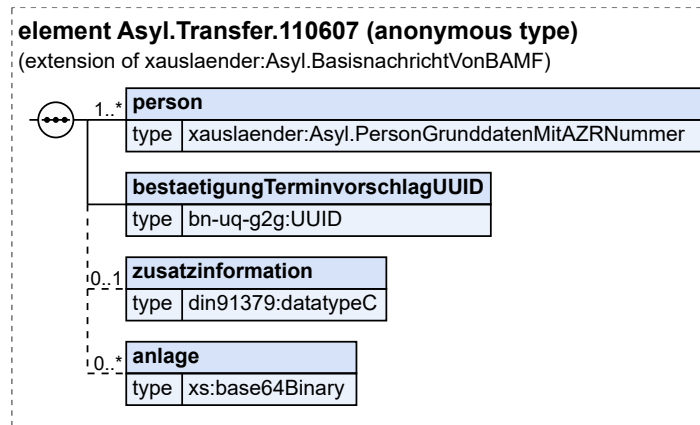 element Asyl.Transfer.110607 (anonymous type)
(extension of xauslaender:Asyl.BasisnachrichtVonBAMF)
1..* person
type xauslaender:Asyl.PersonGrunddatenMitAZRNummer
bestaetigungTerminvorschlagUUID
type bn-uq-g2g:UUID
zusatzinformation
0..1
type din91379:datatypeC
anlage
0..*
type xs:base64Binary